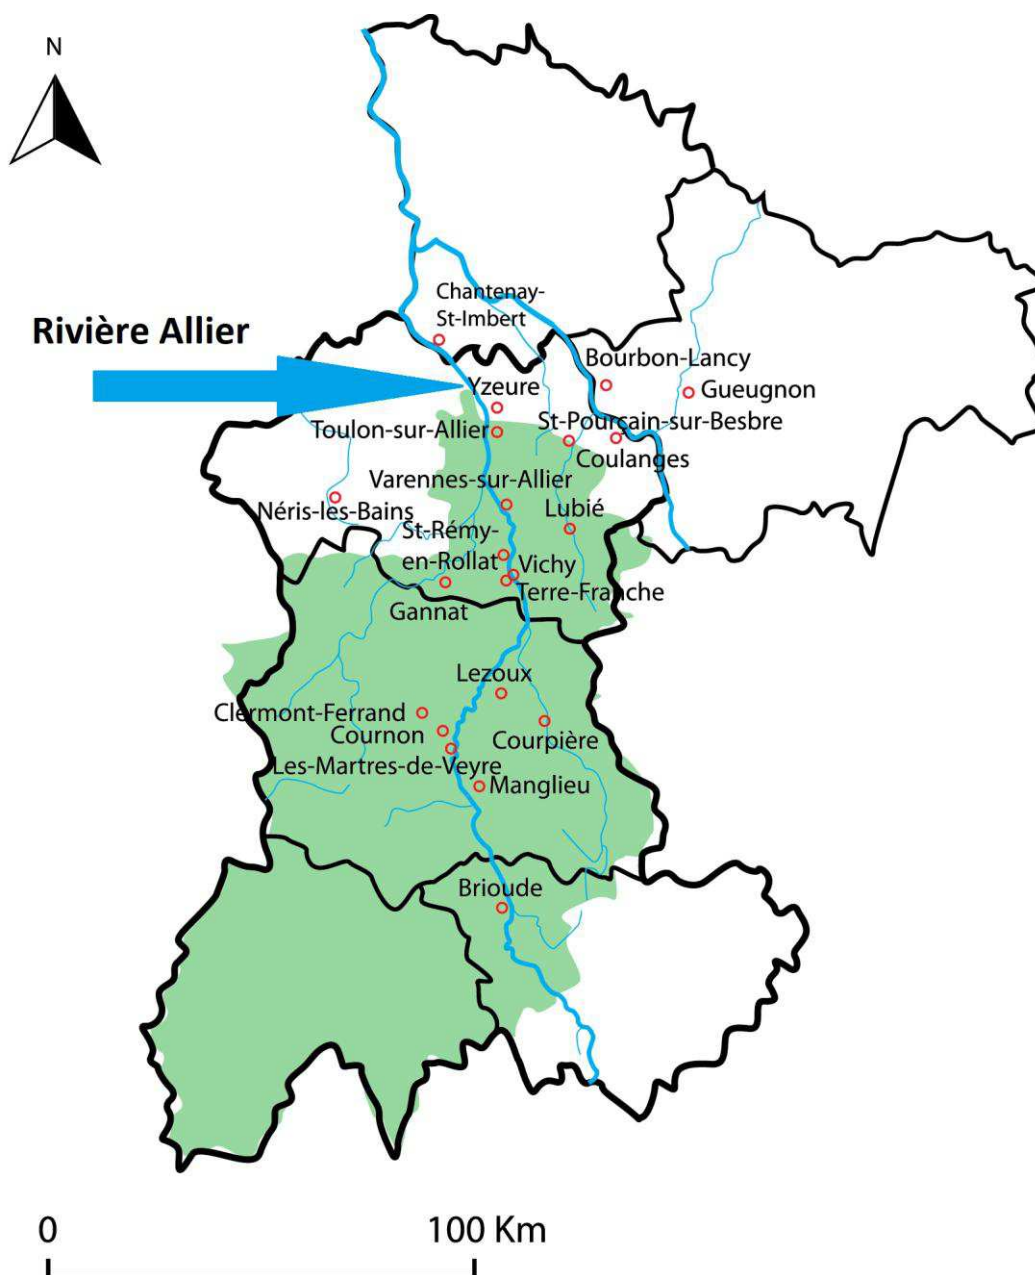 N
Chantenay-
St-Imbert
Rivière Allier
Bourbon-Lancy
Yzeure
Gueugnon
Toulon-sur-Allier
St-Pourçain-sur-Besbre
Coulanges
Varennes-sur-Allier
Néris-les-Bains
Lubié
St-Rémy-
en-Rollat
Vichy
Terre-Franche
Gannat
Lezoux
Clermont-Ferrand
Cournon
Courpière
Les-Martres-de-Veyre
Manglieu
Brioude
0
100 Km